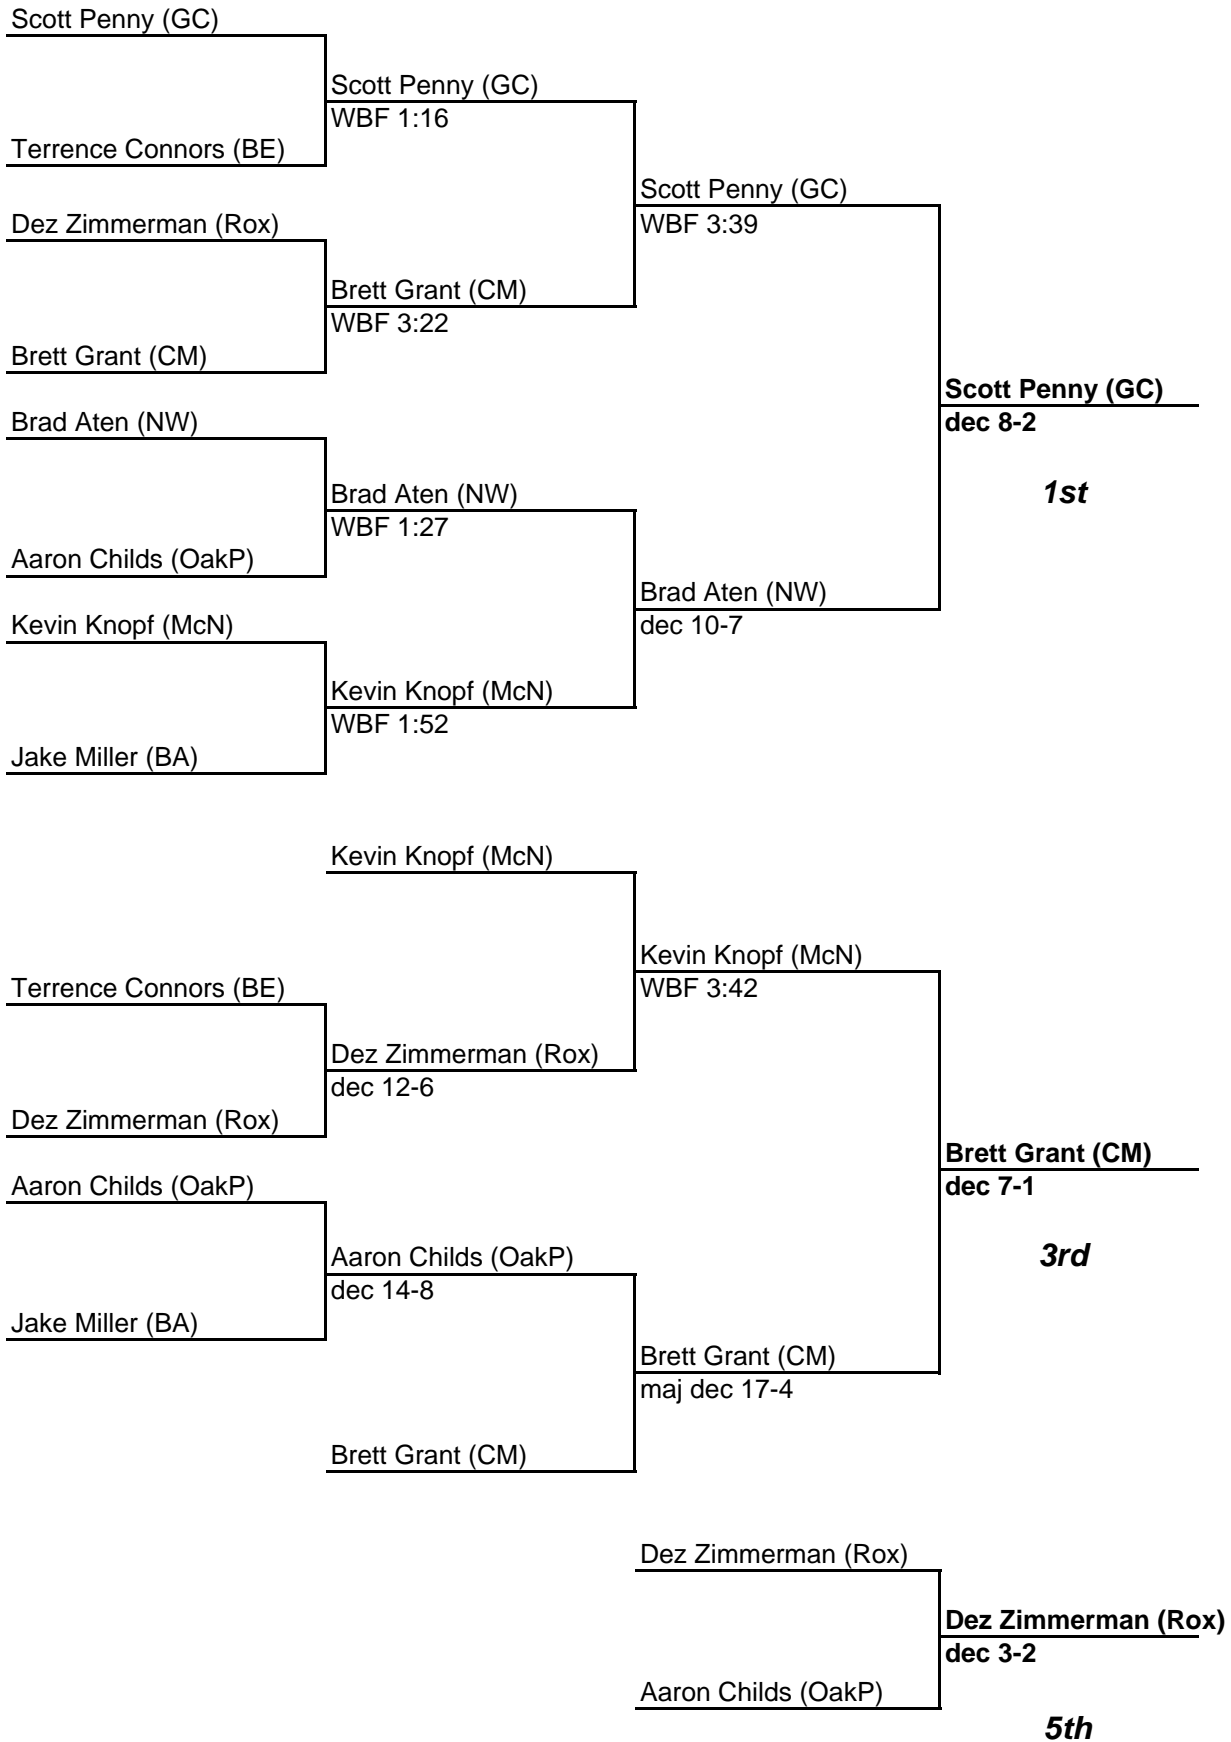 Scott Penny (GC)
Scott Penny (GC)
WBF 1:16
Terrence Connors (BE)
Scott Penny (GC)
WBF 3:39
Dez Zimmerman (Rox)
Brett Grant (CM)
WBF 3:22
Brett Grant (CM)
Scott Penny (GC)
dec 8-2
1st
Brad Aten (NW)
Brad Aten (NW)
WBF 1:27
Aaron Childs (OakP)
Brad Aten (NW)
dec 10-7
Kevin Knopf (McN)
Kevin Knopf (McN)
WBF 1:52
Jake Miller (BA)
Kevin Knopf (McN)
Kevin Knopf (McN)
WBF 3:42
Terrence Connors (BE)
Dez Zimmerman (Rox)
dec 12-6
Dez Zimmerman (Rox)
Brett Grant (CM)
dec 7-1
3rd
Aaron Childs (OakP)
Aaron Childs (OakP)
dec 14-8
Jake Miller (BA)
Brett Grant (CM)
maj dec 17-4
Brett Grant (CM)
Dez Zimmerman (Rox)
Dez Zimmerman (Rox)
dec 3-2
Aaron Childs (OakP)
5th